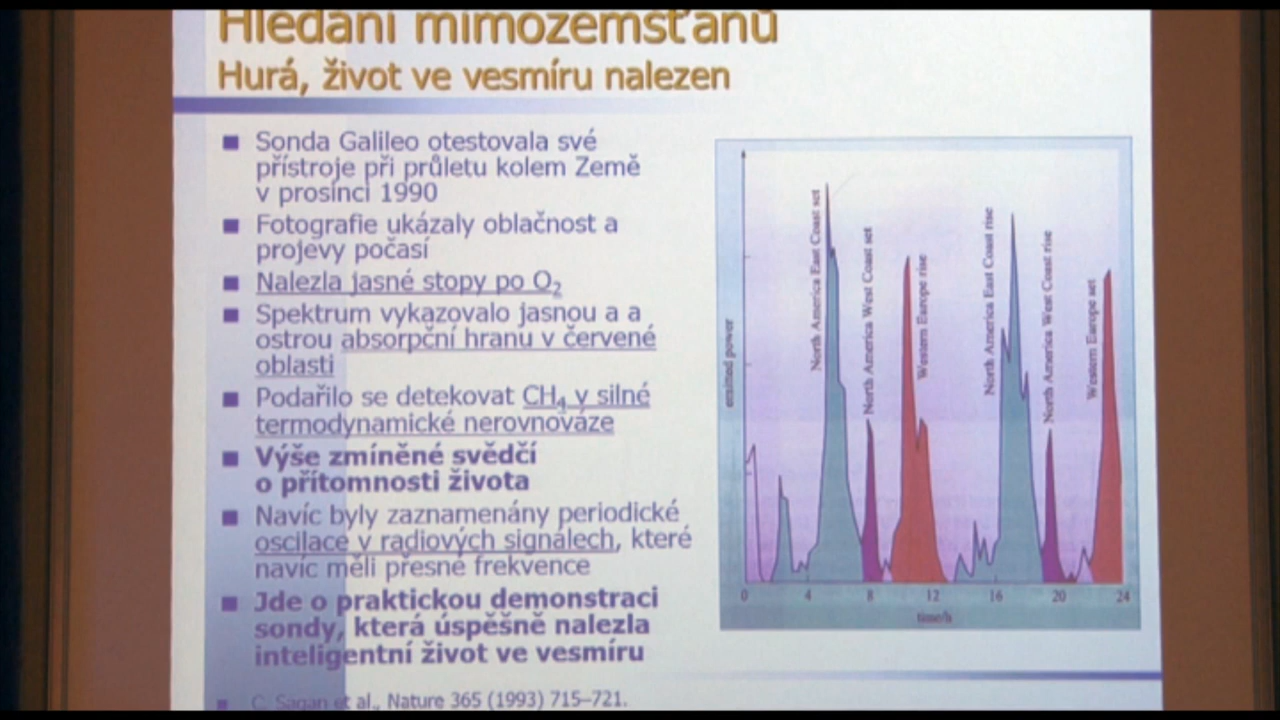 Hledání mimozemšťanů
Hurá, život ve vesmíru nalezen
Sonda Galileo otestovala své
přístroje při průletu kolem Země
v prosinci 1990
Fotografie ukázaly oblačnost a
projevy počasí
Nalezla jasné stopy po O₂
Spektrum vykazovalo jasnou a a
ostrou absorpční hranu v červené
oblasti
Podařilo se detekovat CH₄ v silné
termodynamické nerovnováze
Výše zmíněné svědčí
o přítomnosti života
Navíc byly zaznamenány periodické
oscilace v radiových signálech, které
navíc měli přesné frekvence
Jde o praktickou demonstraci
sondy, která úspěšně nalezla
inteligentní život ve vesmíru
C. Sagan et al., Nature 365 (1993) 715–721.
emitted power
North America East Coast set
North America West Coast set
Western Europe rise
North America East Coast rise
North America West Coast rise
Western Europe set
0 4 8 12 16 20 24
time/h